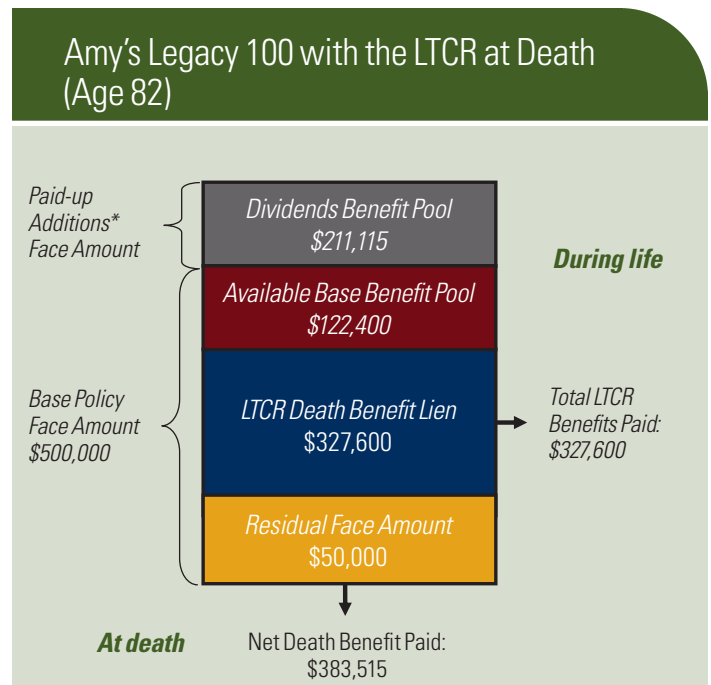 Amy's Legacy 100 with the LTCR at Death
(Age 82)
Paid-up
Additions*
Face Amount
Dividends Benefit Pool
$211,115
During life
Available Base Benefit Pool
$122,400
Base Policy
Face Amount
$500,000
LTCR Death Benefit Lien
$327,600
Total LTCR
Benefits Paid:
$327,600
Residual Face Amount
$50,000
At death
Net Death Benefit Paid:
$383,515